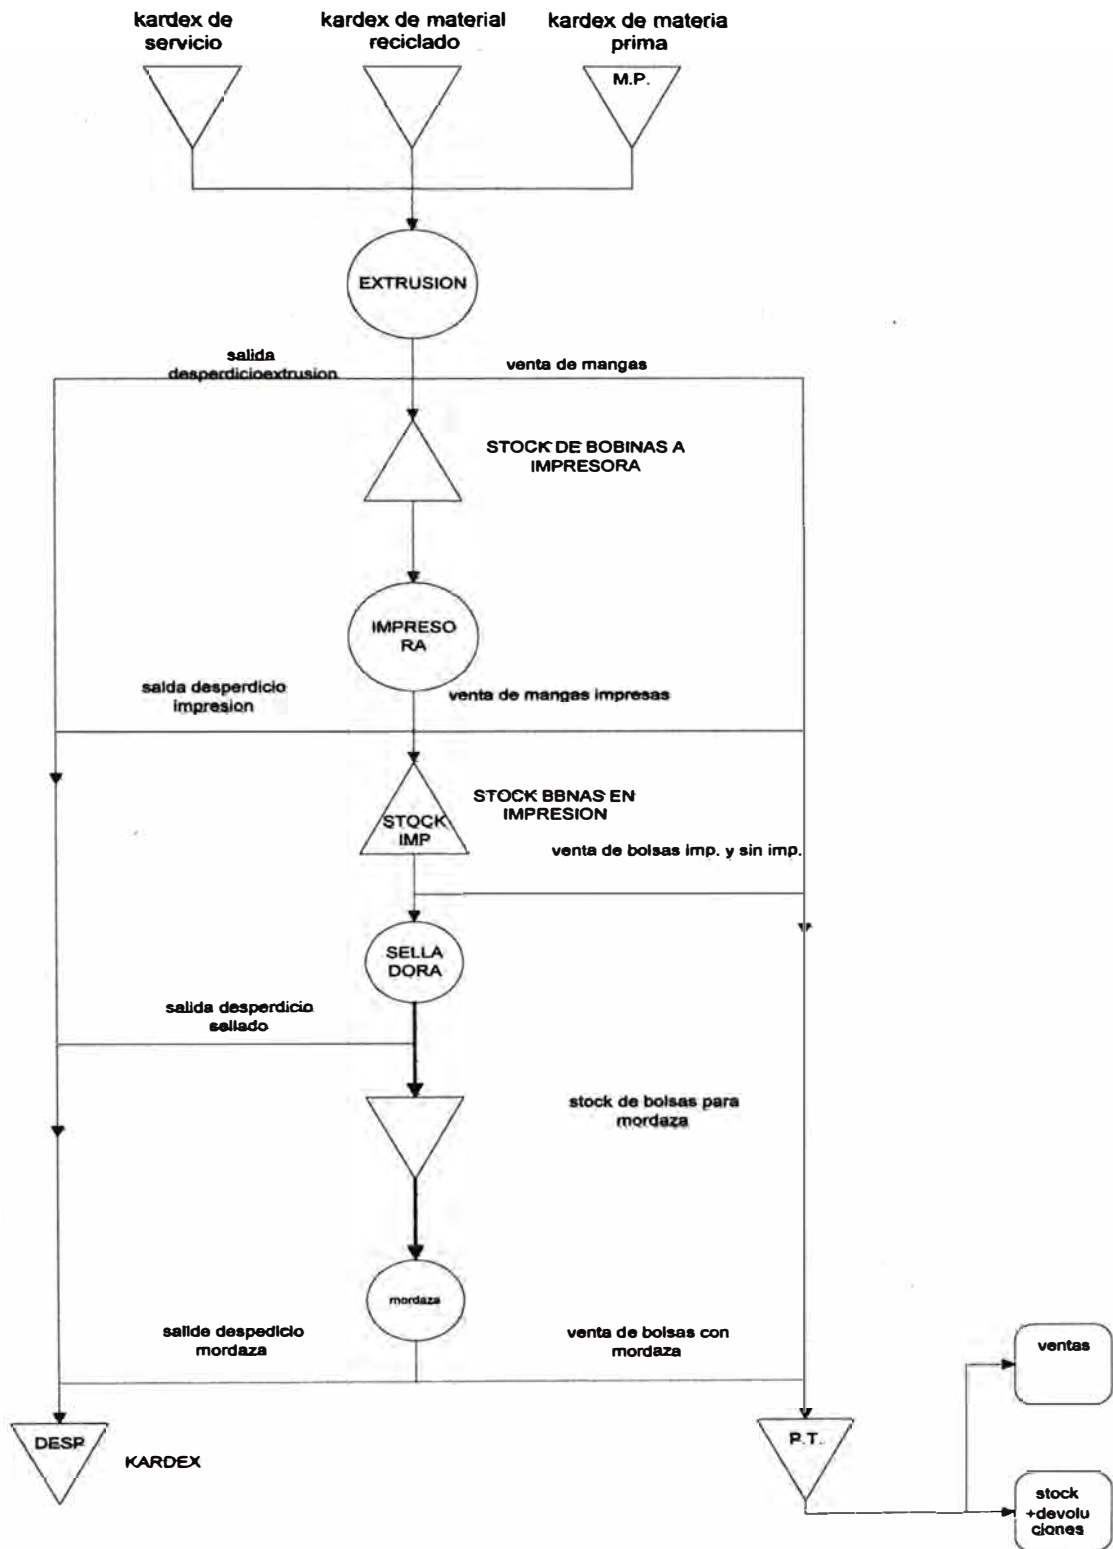 kardex de
servicio
kardex de material
reciclado
kardex de materia
prima
M.P.
EXTRUSION
salida
desperdicioextrusion
venta de mangas
STOCK DE BOBINAS A
IMPRESORA
IMPRESO
RA
salda desperdicio
impresion
venta de mangas impresas
STOCK BBNAS EN
IMPRESION
STOCK
IMP
venta de bolsas imp. y sin imp.
SELLA
DORA
salida desperdicio
sellado
stock de bolsas para
mordaza
mordaza
salide despedicio
mordaza
venta de bolsas con
mordaza
ventas
DESP
KARDEX
P.T.
stock
+devolu
ciones